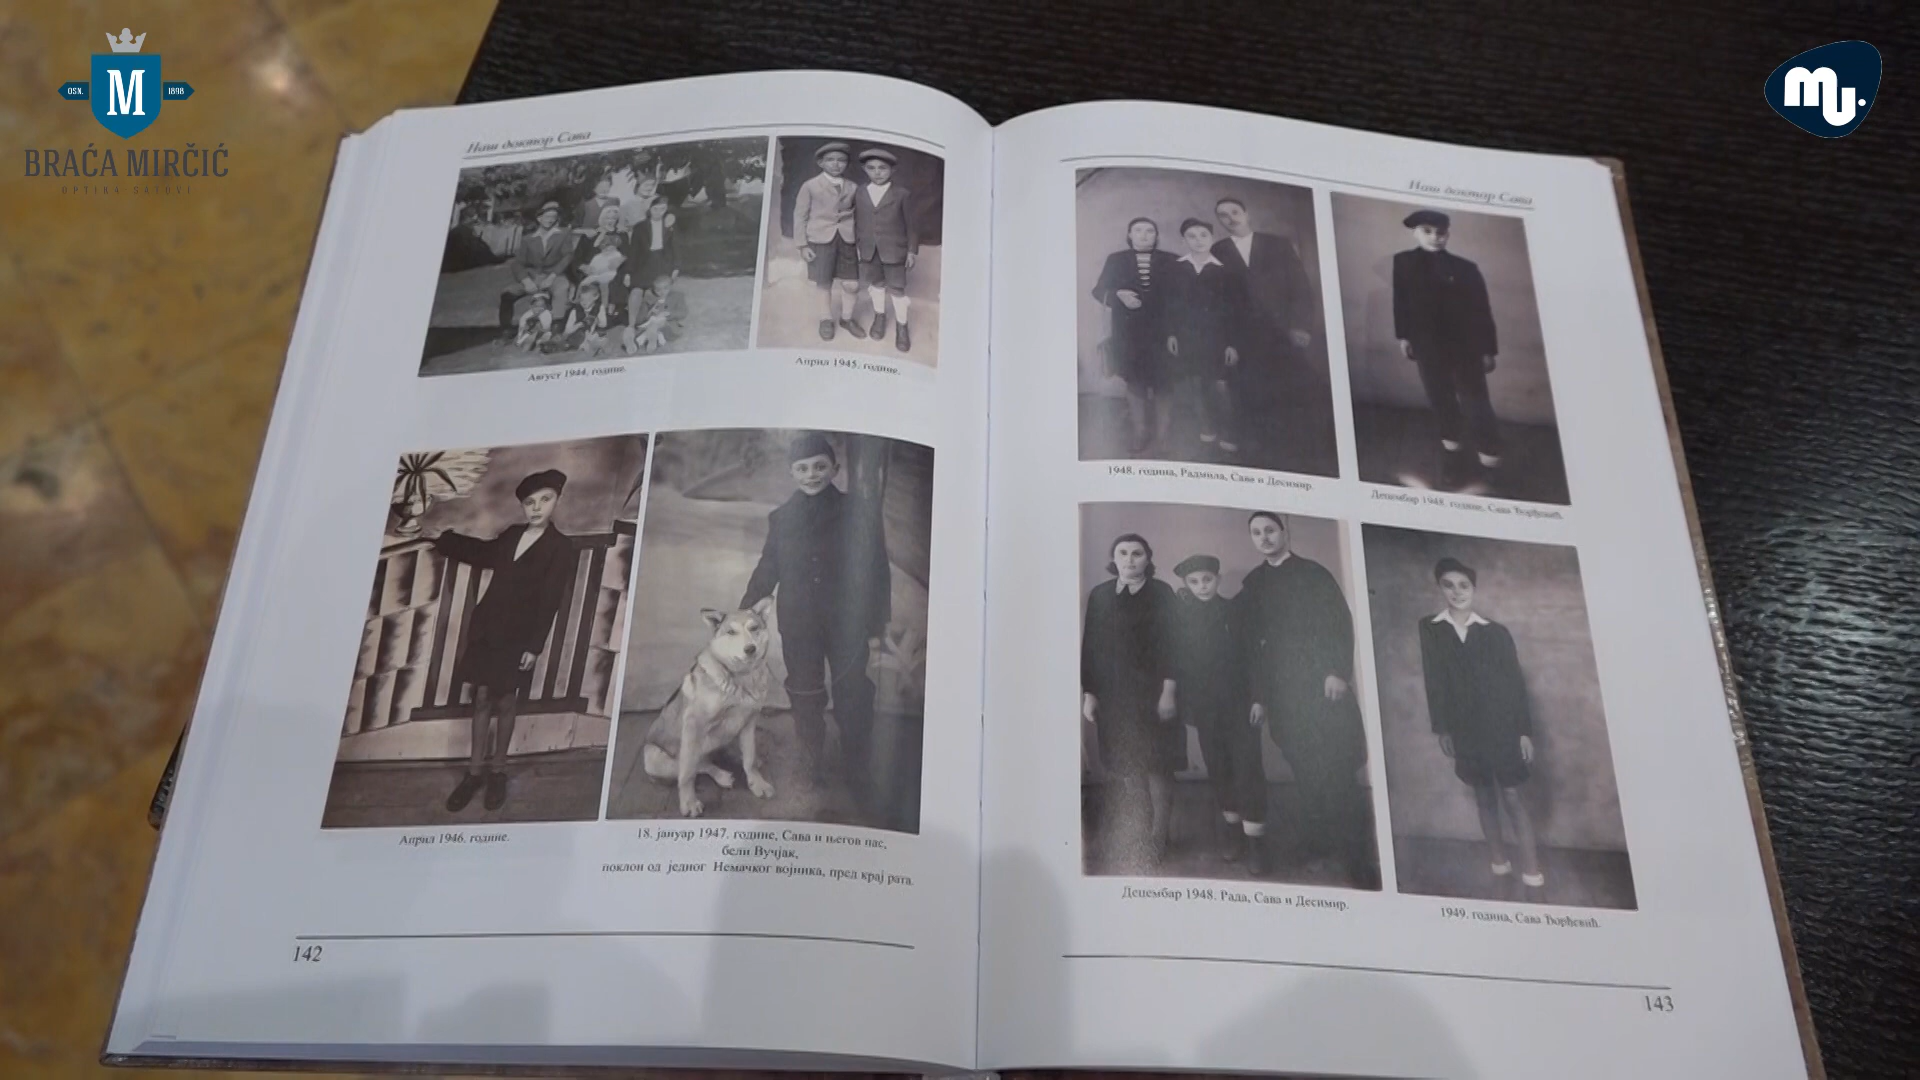 OSN.
M
1898
BRAĆA MIRČIĆ
OPTIKA SATOVI
mu.
Наш доктор Сава
Август 1944. године.
Април 1945. године.
Април 1946. године.
18. јануар 1947. године, Сава и његов пас,
бели Вучјак,
поклон од једног Немачког војника, пред крај рата.
142
Наш доктор Сава
1948. година, Радмила, Сава и Десимир.
Децембар 1948. године, Сава Ђорђевић.
Децембар 1948. Рада, Сава и Десимир.
1949. година, Сава Ђорђевић.
143